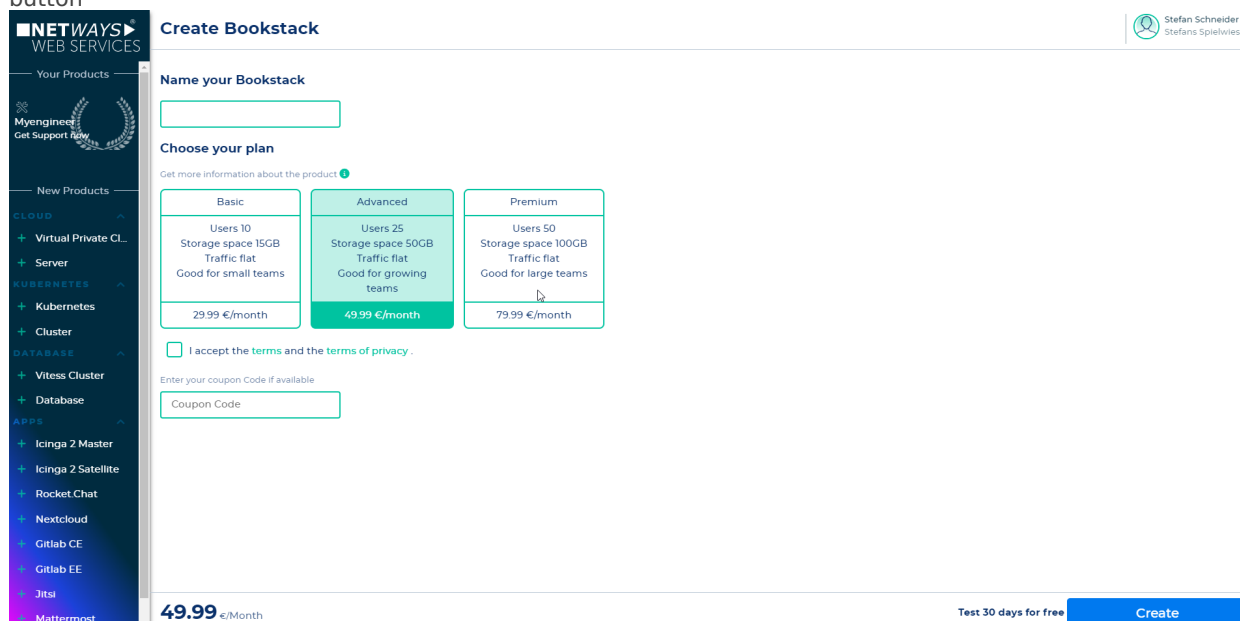 button
NETWAYS®
WEB SERVICES
Create Bookstack
Stefan Schneider
Stefans Spielwies
Your Products
Myengineer
Get Support now
New Products
CLOUD
+ Virtual Private Cl...
+ Server
KUBERNETES
+ Kubernetes
+ Cluster
DATABASE
+ Vitess Cluster
+ Database
APPS
+ Icinga 2 Master
+ Icinga 2 Satellite
+ Rocket.Chat
+ Nextcloud
+ Gitlab CE
+ Gitlab EE
+ Jitsi
+ Mattermost
Name your Bookstack
Choose your plan
Get more information about the product i
Basic
Users 10
Storage space 15GB
Traffic flat
Good for small teams
29.99 €/month
Advanced
Users 25
Storage space 50GB
Traffic flat
Good for growing
teams
49.99 €/month
Premium
Users 50
Storage space 100GB
Traffic flat
Good for large teams
79.99 €/month
I accept the terms and the terms of privacy .
Enter your coupon Code if available
Coupon Code
49.99 €/Month
Test 30 days for free
Create